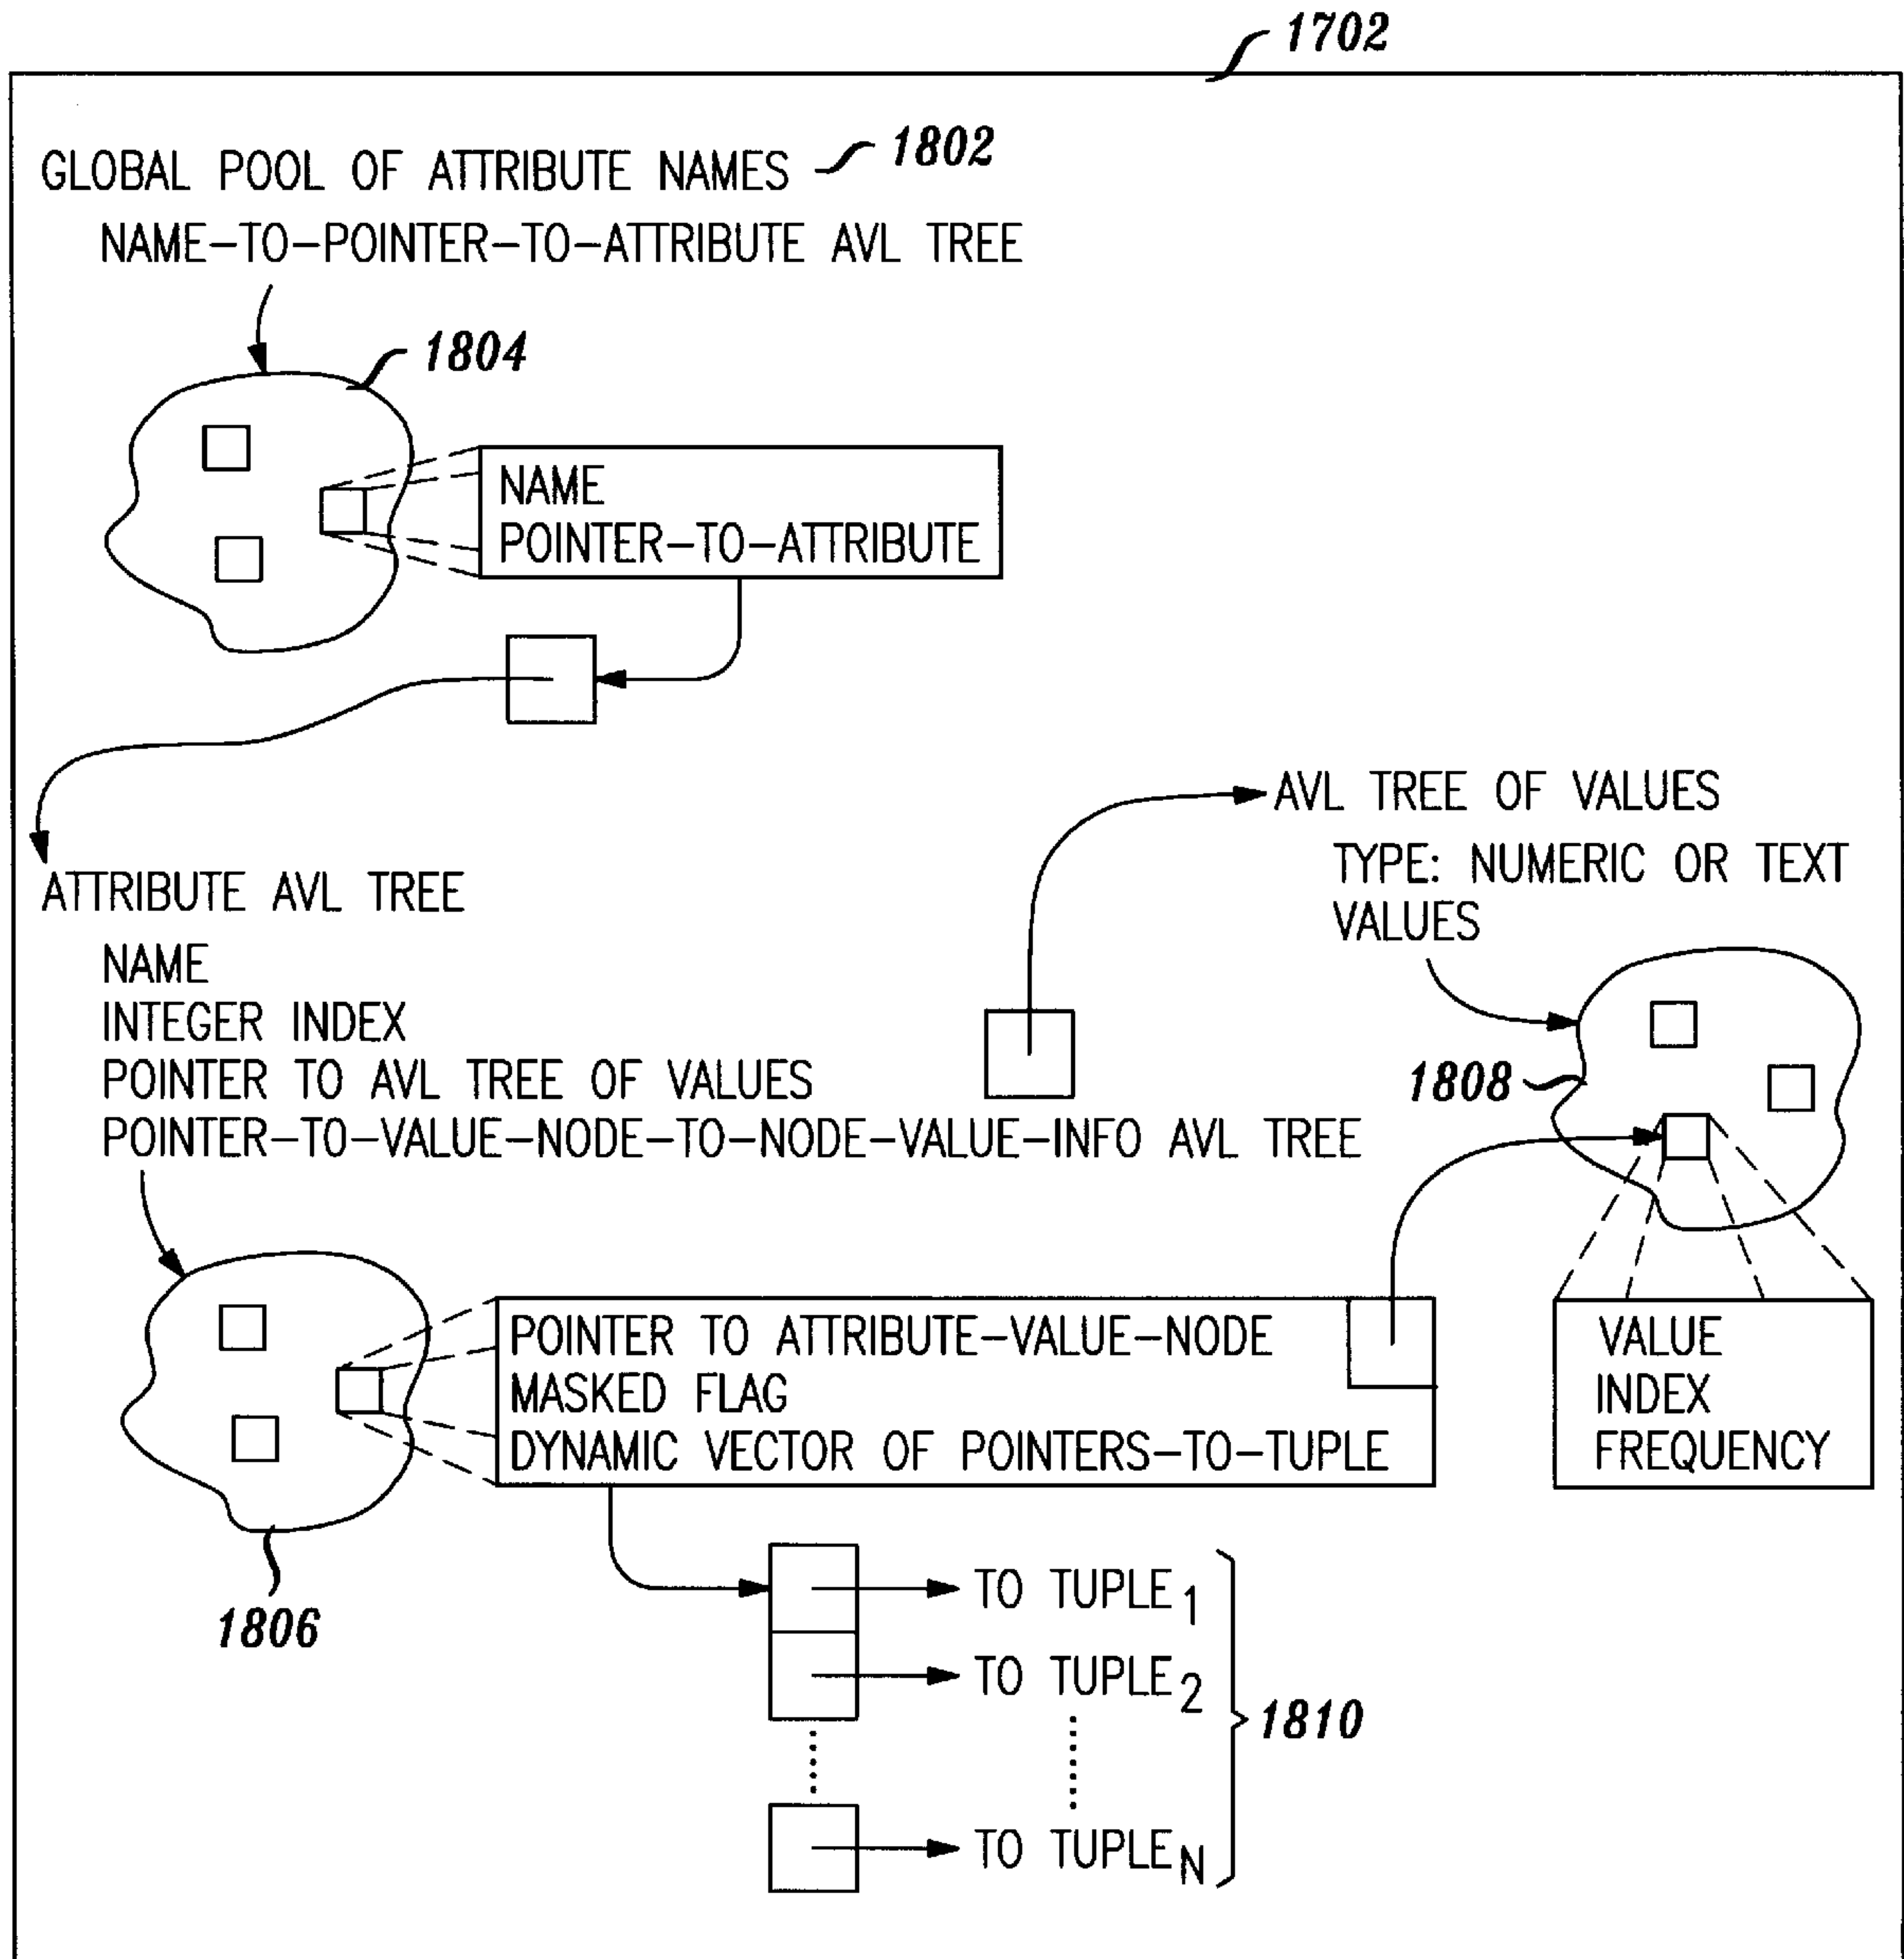 1702
GLOBAL POOL OF ATTRIBUTE NAMES 1802
NAME-TO-POINTER-TO-ATTRIBUTE AVL TREE
1804
NAME
POINTER-TO-ATTRIBUTE
AVL TREE OF VALUES
TYPE: NUMERIC OR TEXT
VALUES
ATTRIBUTE AVL TREE
NAME
INTEGER INDEX
POINTER TO AVL TREE OF VALUES
POINTER-TO-VALUE-NODE-TO-NODE-VALUE-INFO AVL TREE
1808
POINTER TO ATTRIBUTE-VALUE-NODE
MASKED FLAG
DYNAMIC VECTOR OF POINTERS-TO-TUPLE
VALUE
INDEX
FREQUENCY
1806
TO TUPLE1
TO TUPLE2
TO TUPLEN
1810